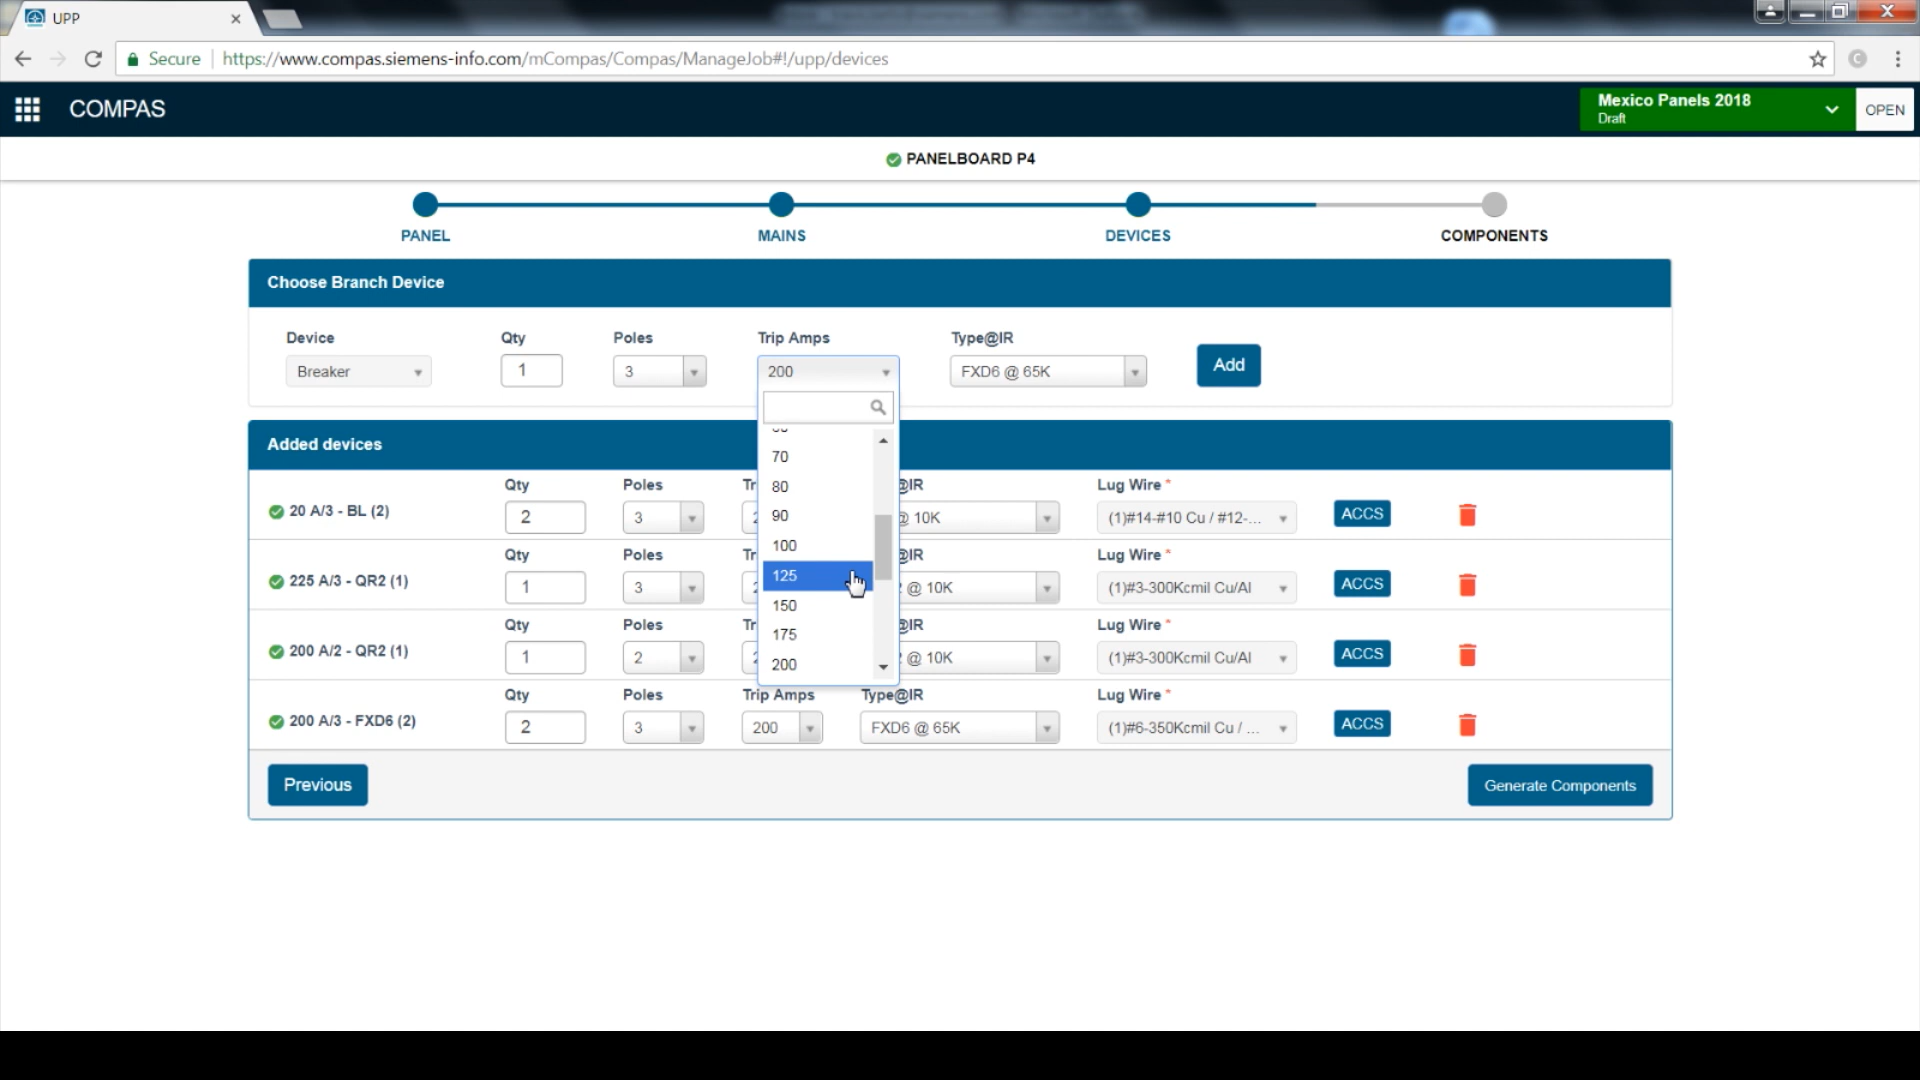 UPP
Secure https://www.compas.siemens-info.com/mCompas/Compas/ManageJob#!/upp/devices
COMPAS
Mexico Panels 2018
Draft
OPEN
PANELBOARD P4
PANEL MAINS DEVICES COMPONENTS
Choose Branch Device
Device Qty Poles Trip Amps Type@IR
Breaker 1 3 200 FXD6 @ 65K Add
70
80
90
100
125
150
175
200
Added devices
Qty Poles Tr @IR Lug Wire *
20 A/3 - BL (2) 2 3 @ 10K (1)#14-#10 Cu / #12-... ACCS
Qty Poles Tr @IR Lug Wire *
225 A/3 - QR2 (1) 1 3 @ 10K (1)#3-300Kcmil Cu/Al ACCS
Qty Poles Tr @IR Lug Wire *
200 A/2 - QR2 (1) 1 2 @ 10K (1)#3-300Kcmil Cu/Al ACCS
Qty Poles Trip Amps Type@IR Lug Wire *
200 A/3 - FXD6 (2) 2 3 200 FXD6 @ 65K (1)#6-350Kcmil Cu / ... ACCS
Previous Generate Components